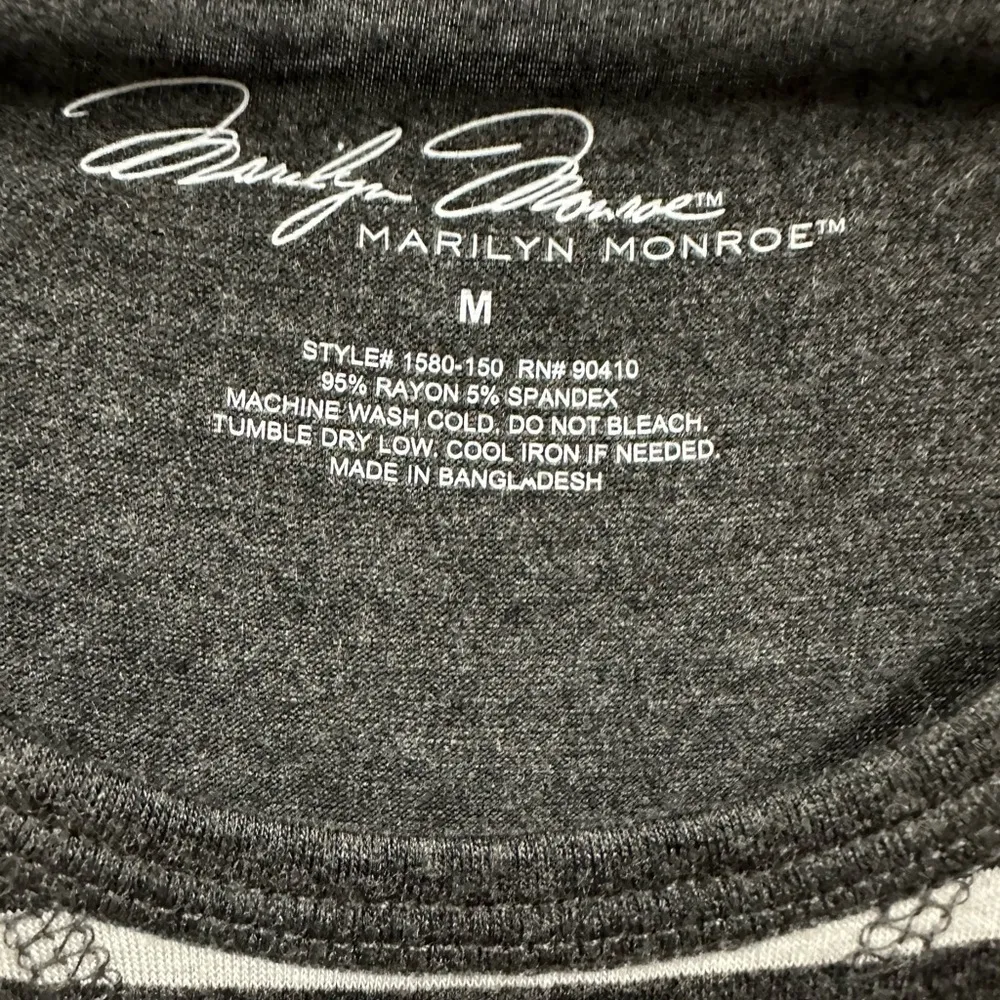 Marilyn Monroe™
MARILYN MONROE™
M
STYLE# 1580-150 RN# 90410
95% RAYON 5% SPANDEX
MACHINE WASH COLD. DO NOT BLEACH.
TUMBLE DRY LOW. COOL IRON IF NEEDED.
MADE IN BANGLADESH